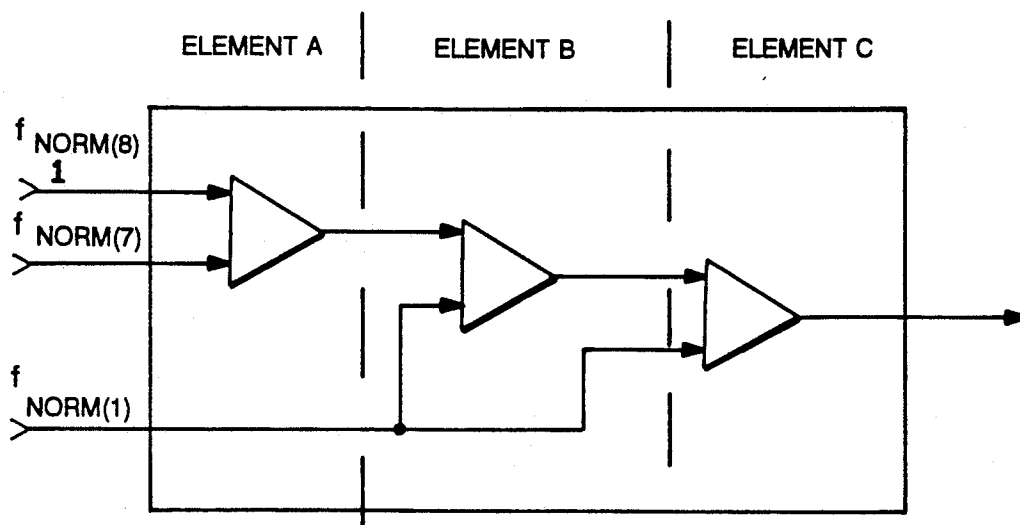 ELEMENT A
ELEMENT B
ELEMENT C
f NORM(8)
1
f NORM(7)
f NORM(1)